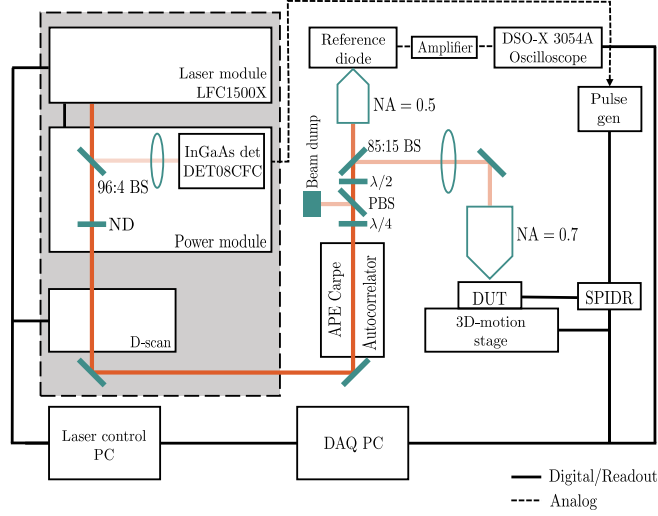 Laser module
LFC1500X
Reference
diode
Amplifier
DSO-X 3054A
Oscilloscope
Pulse
gen
NA = 0.5
InGaAs det
DET08CFC
96:4 BS
ND
Power module
Beam dump
85:15 BS
λ/2
PBS
λ/4
NA = 0.7
APE Carpe
Autocorrelator
DUT
SPIDR
3D-motion
stage
D-scan
Laser control
PC
DAQ PC
Digital/Readout
Analog